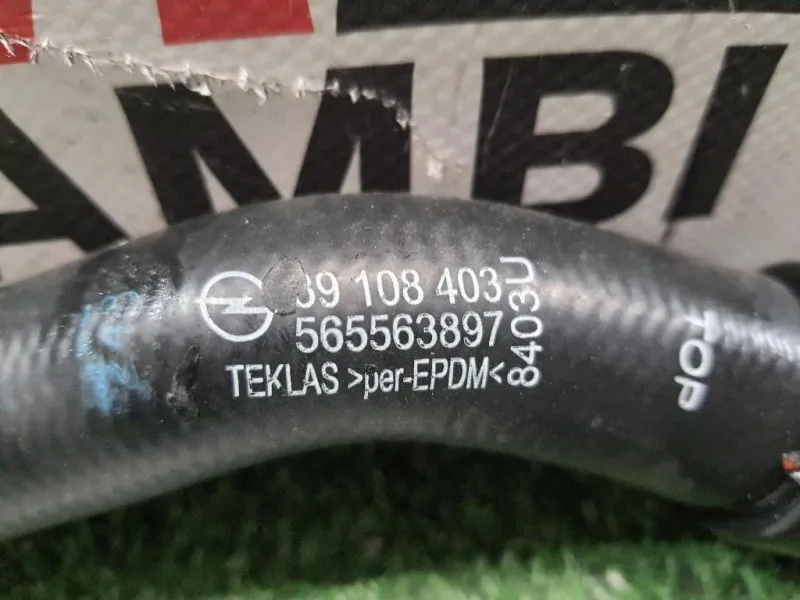 AMBI
39 108 403
565563897
TEKLAS >per-EPDM<
8403U
TOP